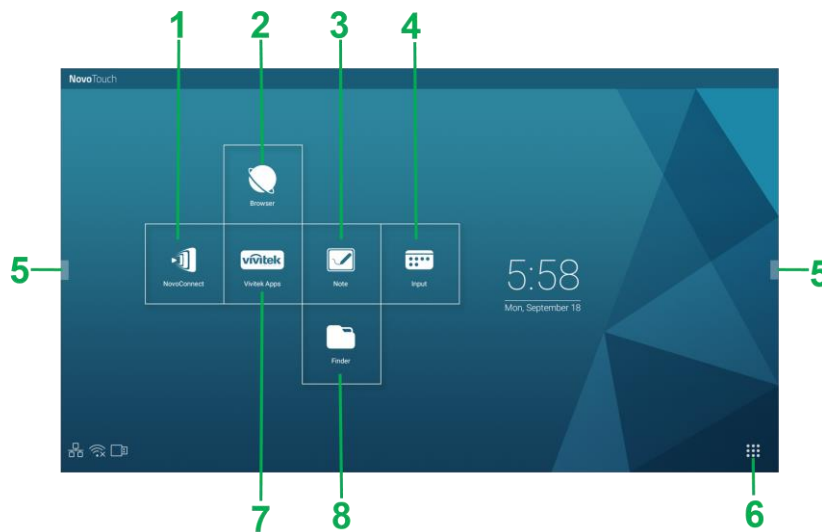 1 2 3 4
NovoTouch
Browser
NovoConnect
vivitek
Vivitek Apps
Note
Input
5
5:58
Mon, September 18
5
Finder
7 8 6